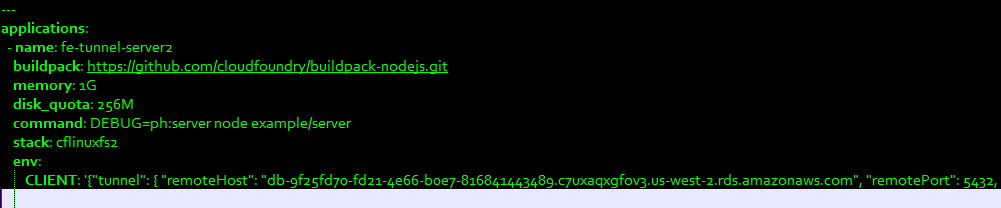 ---
applications:
- name: fe-tunnel-server2
buildpack: https://github.com/cloudfoundry/buildpack-nodejs.git
memory: 1G
disk_quota: 256M
command: DEBUG=ph:server node example/server
stack: cflinuxfs2
env:
CLIENT: '{"tunnel": { "remoteHost": "db-9f25fd70-fd21-4e66-b0e7-816841443489.c7uxaqxgfov3.us-west-2.rds.amazonaws.com", "remotePort": 5432,